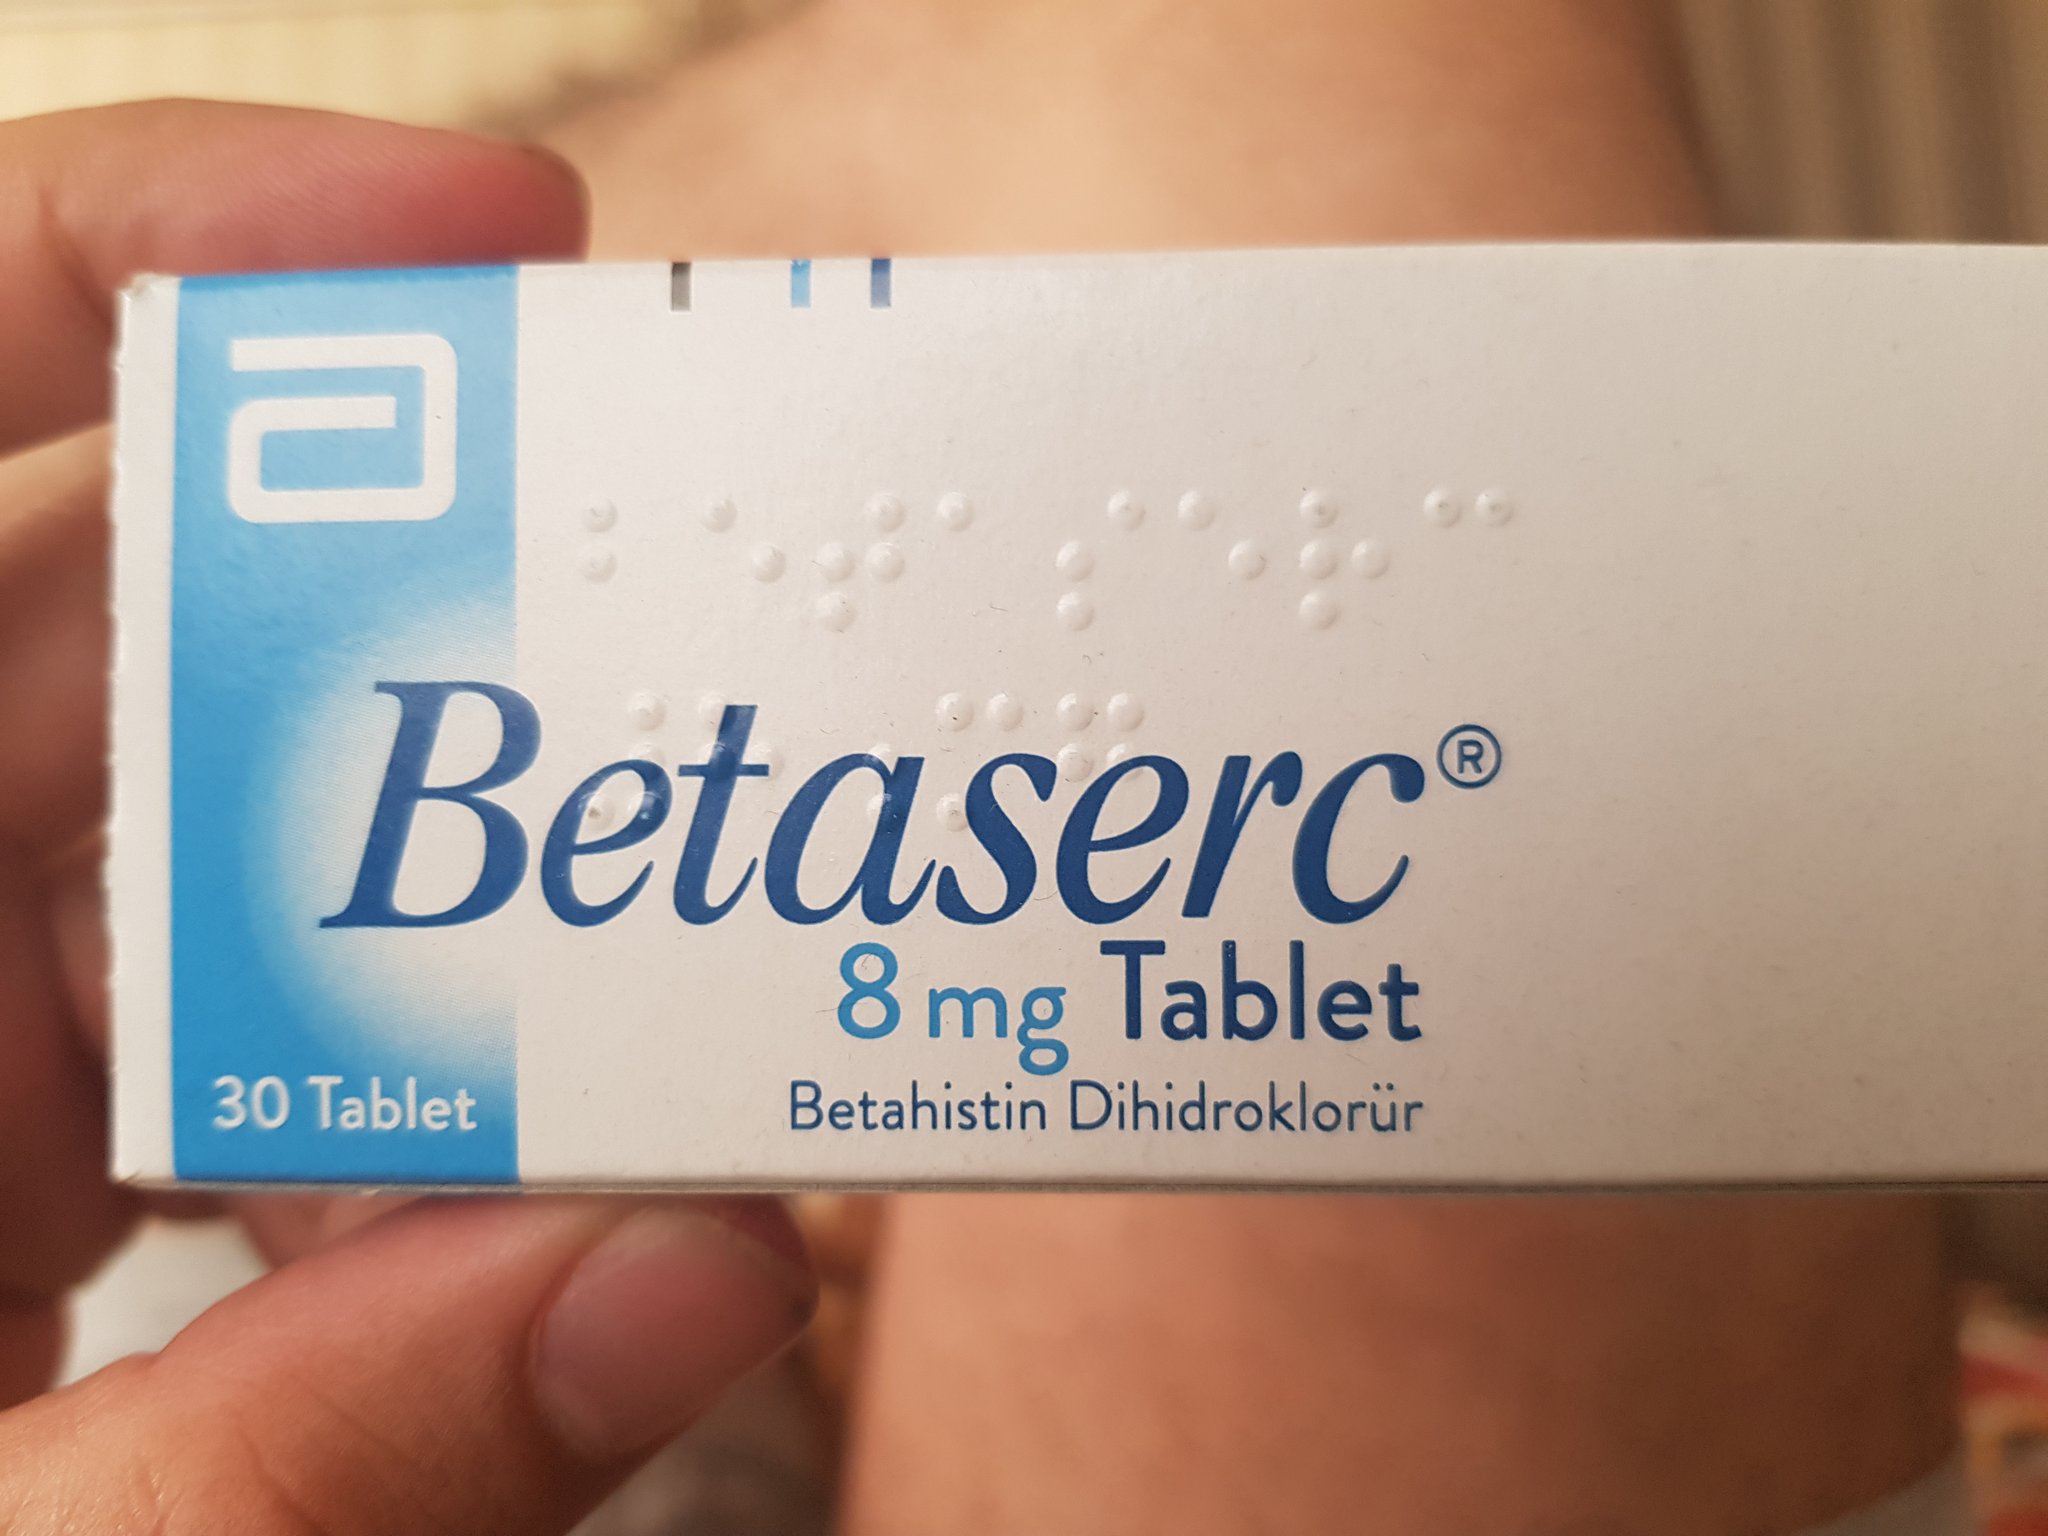 Betaserc®
8 mg Tablet
Betahistin Dihidroklorür
30 Tablet